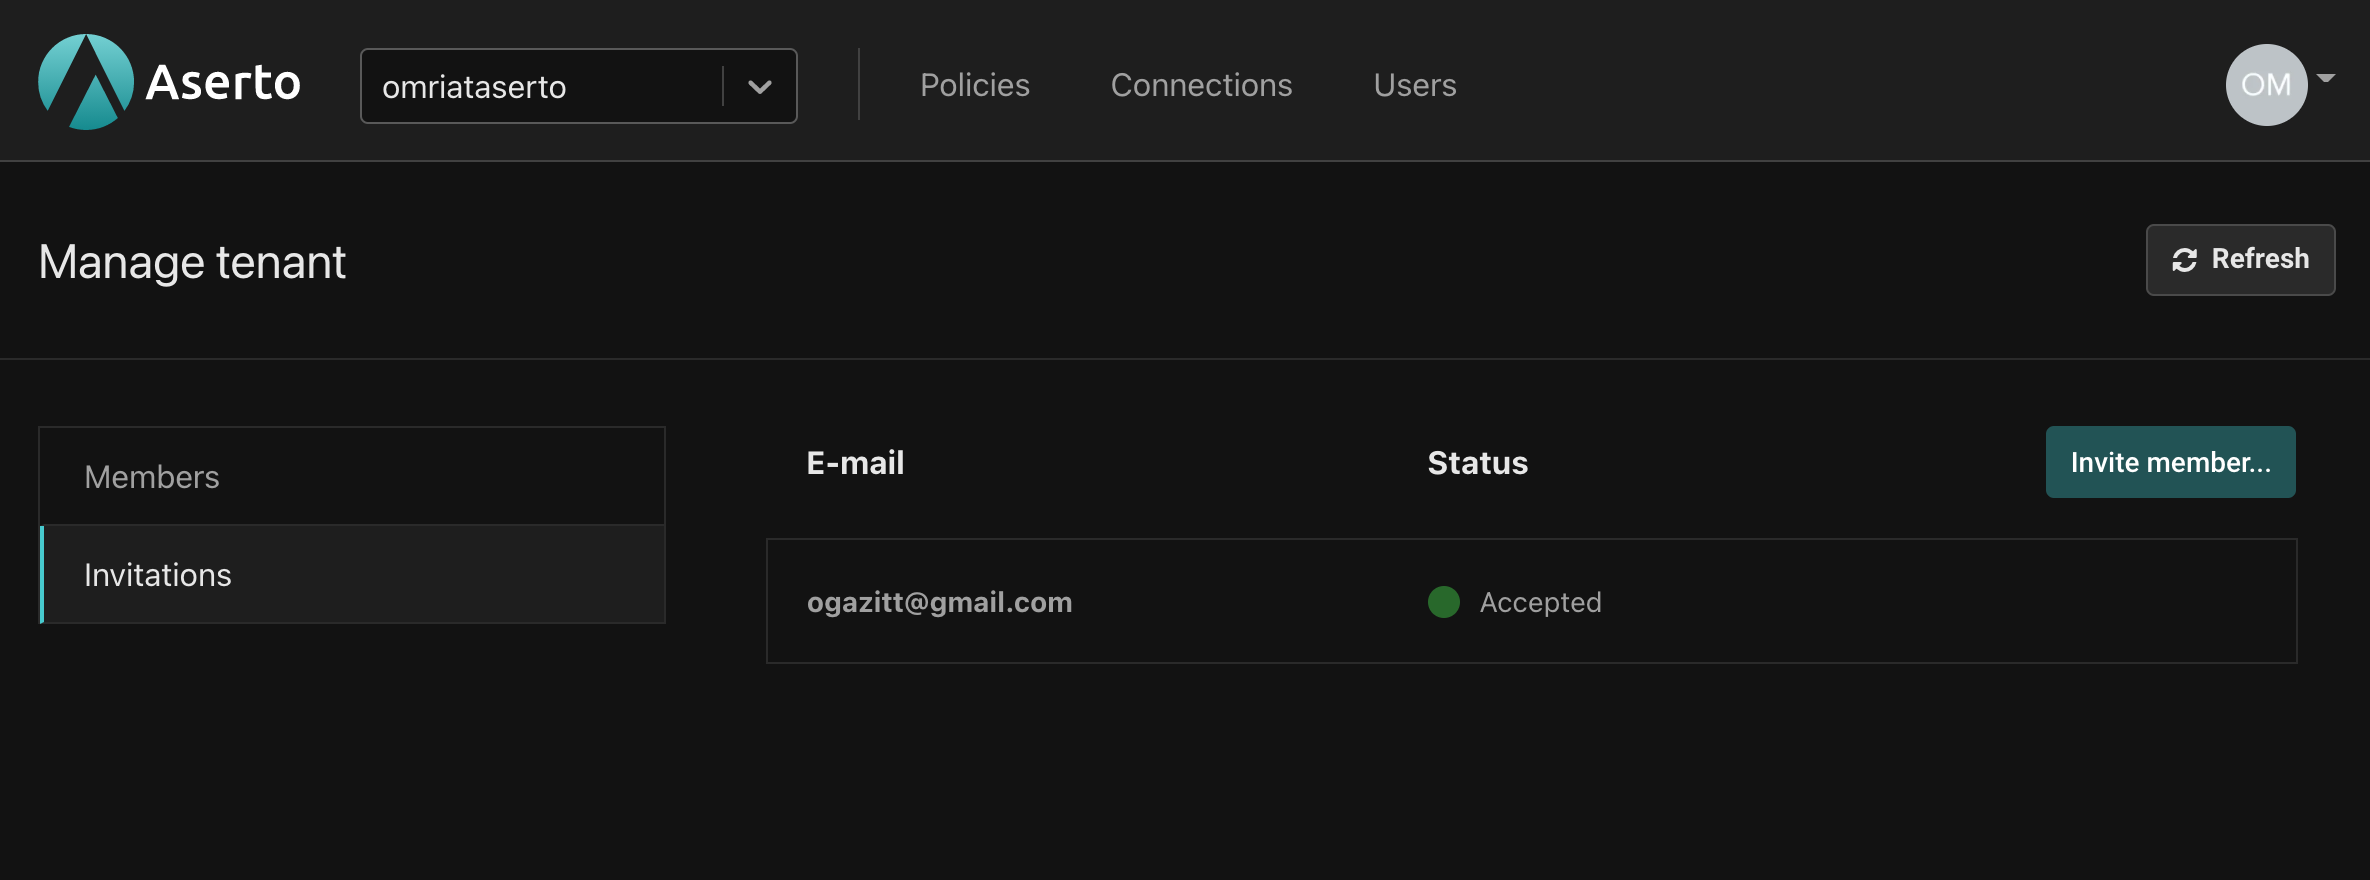 Aserto
omriataserto
Policies
Connections
Users
OM
Manage tenant
Refresh
Members
Invitations
E-mail
Status
Invite member...
ogazitt@gmail.com
Accepted